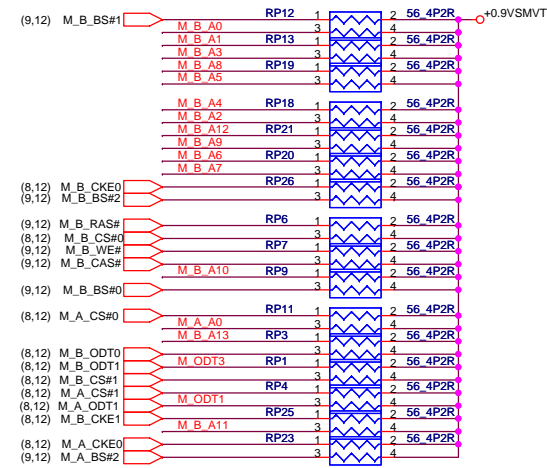 (9,12) M_B_BS#1 RP12 1 2 56_4P2R +0.9VSMVT
M_B_A0 3 4
M_B_A1 RP13 1 2 56_4P2R
M_B_A3 3 4
M_B_A8 RP19 1 2 56_4P2R
M_B_A5 3 4
M_B_A4 RP18 1 2 56_4P2R
M_B_A2 3 4
M_B_A12 RP21 1 2 56_4P2R
M_B_A9 3 4
M_B_A6 RP20 1 2 56_4P2R
M_B_A7 3 4
(8,12) M_B_CKE0 RP26 1 2 56_4P2R
(9,12) M_B_BS#2 3 4
(9,12) M_B_RAS# RP6 1 2 56_4P2R
(8,12) M_B_CS#0 3 4
(9,12) M_B_WE# RP7 1 2 56_4P2R
(9,12) M_B_CAS# 3 4
M_B_A10 RP9 1 2 56_4P2R
(9,12) M_B_BS#0 3 4
(8,12) M_A_CS#0 RP11 1 2 56_4P2R
M_A_A0 3 4
M_B_A13 RP3 1 2 56_4P2R
(8,12) M_B_ODT0 3 4
(8,12) M_B_ODT1 M_ODT3 RP1 1 2 56_4P2R
(8,12) M_B_CS#1 3 4
(8,12) M_A_CS#1 RP4 1 2 56_4P2R
(8,12) M_A_ODT1 M_ODT1 3 4
(8,12) M_B_CKE1 RP25 1 2 56_4P2R
M_B_A11 3 4
(8,12) M_A_CKE0 RP23 1 2 56_4P2R
(9,12) M_A_BS#2 3 4